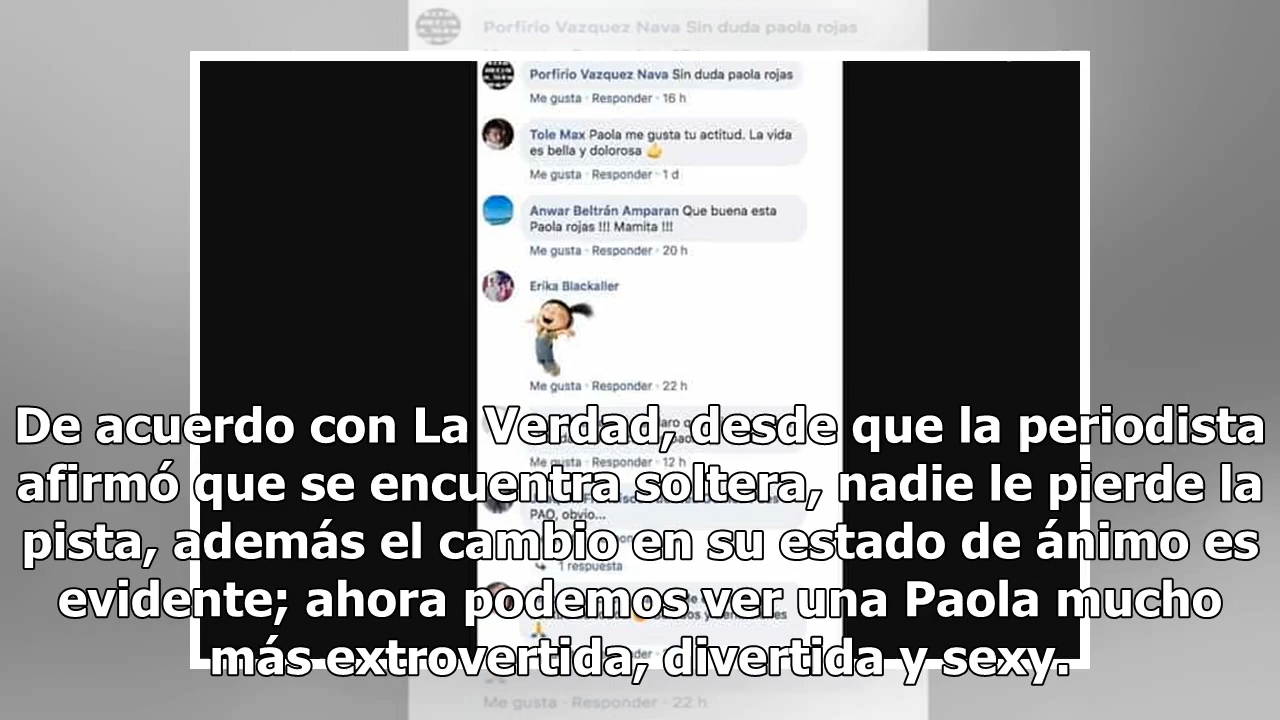 Porfirio Vazquez Nava Sin duda paola rojas
Porfirio Vazquez Nava Sin duda paola rojas
Me gusta · Responder · 16 h
Tole Max Paola me gusta tu actitud. La vida
es bella y dolorosa
Me gusta · Responder · 1 d
Anwar Beltrán Amparan Que buena esta
Paola rojas !!! Mamita !!!
Me gusta · Responder · 20 h
Erika Blackaller
Me gusta · Responder · 22 h
Me gusta · Responder · 12 h
PAO, obvio...
1 respuesta
De acuerdo con La Verdad, desde que la periodista
afirmó que se encuentra soltera, nadie le pierde la
pista, además el cambio en su estado de ánimo es
evidente; ahora podemos ver una Paola mucho
más extrovertida, divertida y sexy.
Me gusta · Responder · 22 h